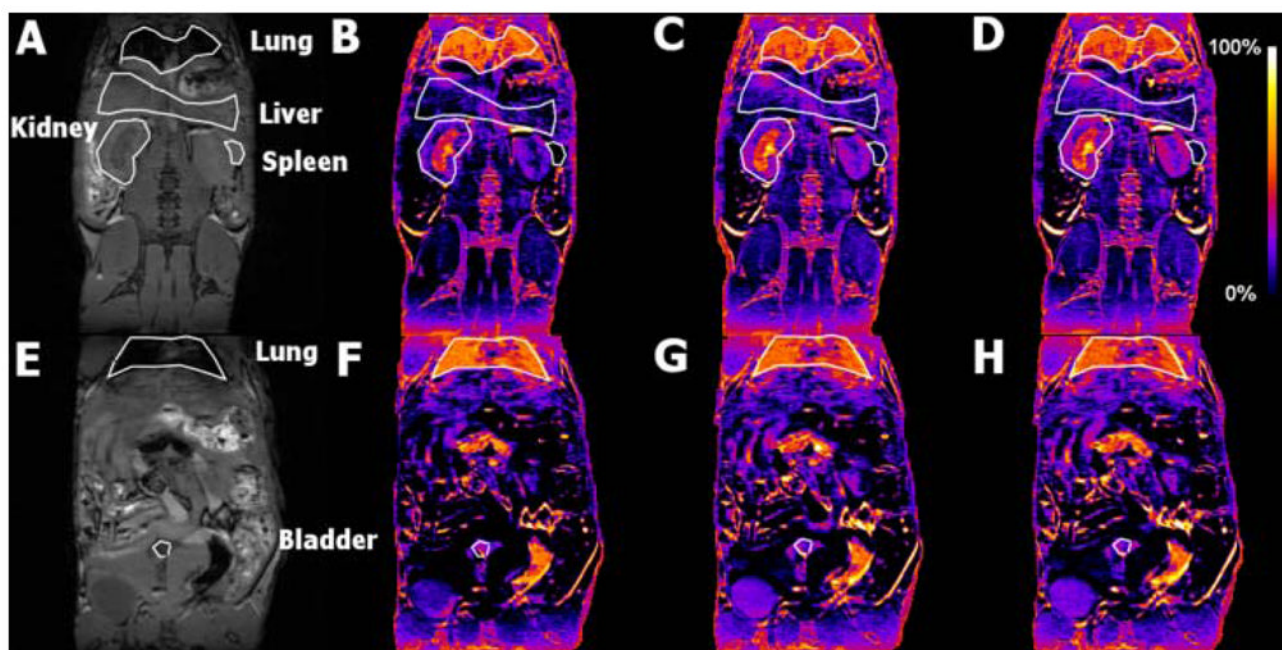 A Lung B C D 100%
Kidney Liver
Spleen
0%
E Lung F G H
Bladder